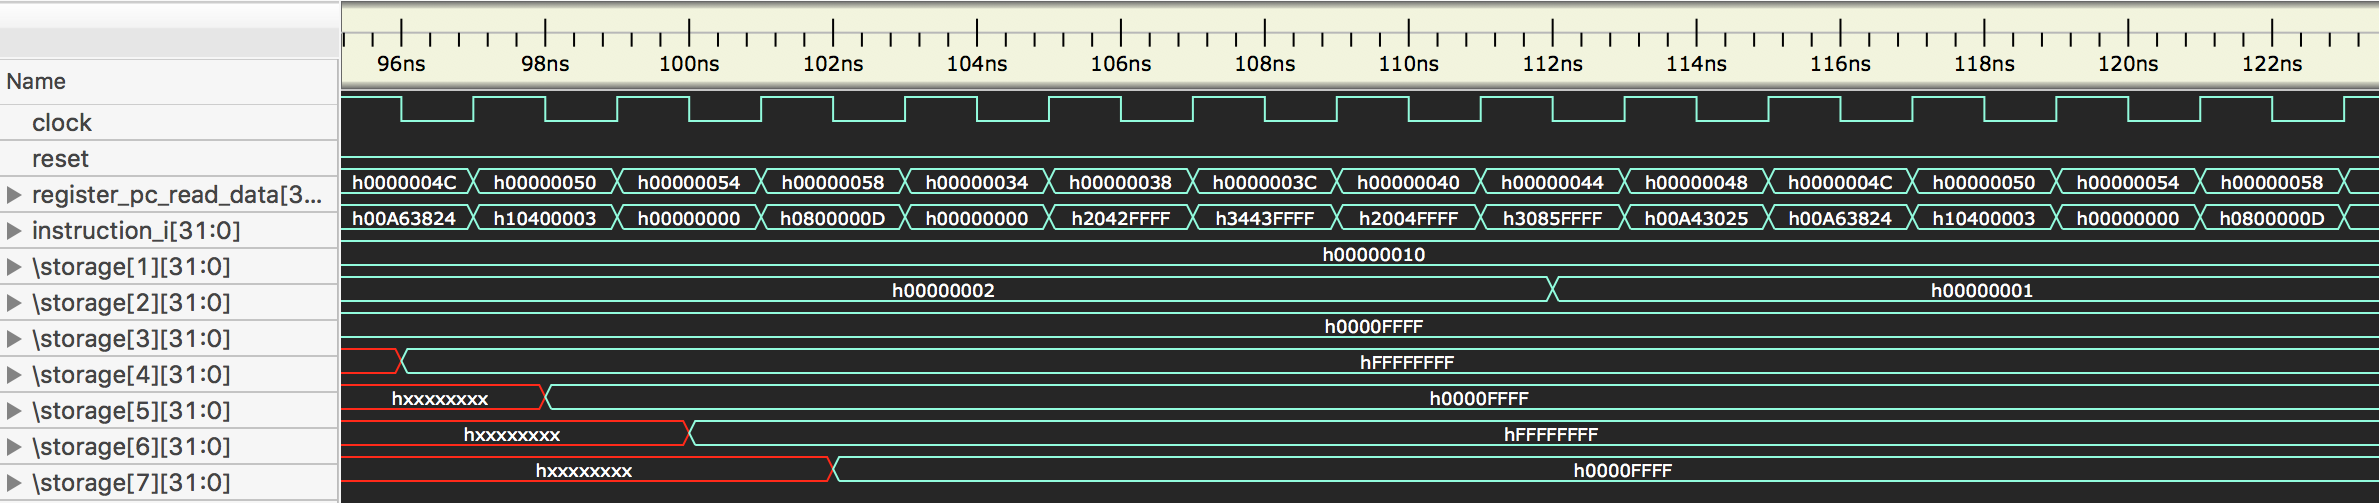 96ns 98ns 100ns 102ns 104ns 106ns 108ns 110ns 112ns 114ns 116ns 118ns 120ns 122ns
Name
clock
reset
register_pc_read_data[3... h0000004C h00000050 h00000054 h00000058 h00000034 h00000038 h0000003C h00000040 h00000044 h00000048 h0000004C h00000050 h00000054 h00000058
instruction_i[31:0] h00A63824 h10400003 h00000000 h0800000D h00000000 h2042FFFF h3443FFFF h2004FFFF h3085FFFF h00A43025 h00A63824 h10400003 h00000000 h0800000D
\storage[1][31:0] h00000010
\storage[2][31:0] h00000002 h00000001
\storage[3][31:0] h0000FFFF
\storage[4][31:0] hFFFFFFFF
\storage[5][31:0] hxxxxxxxx h0000FFFF
\storage[6][31:0] hxxxxxxxx hFFFFFFFF
\storage[7][31:0] hxxxxxxxx h0000FFFF